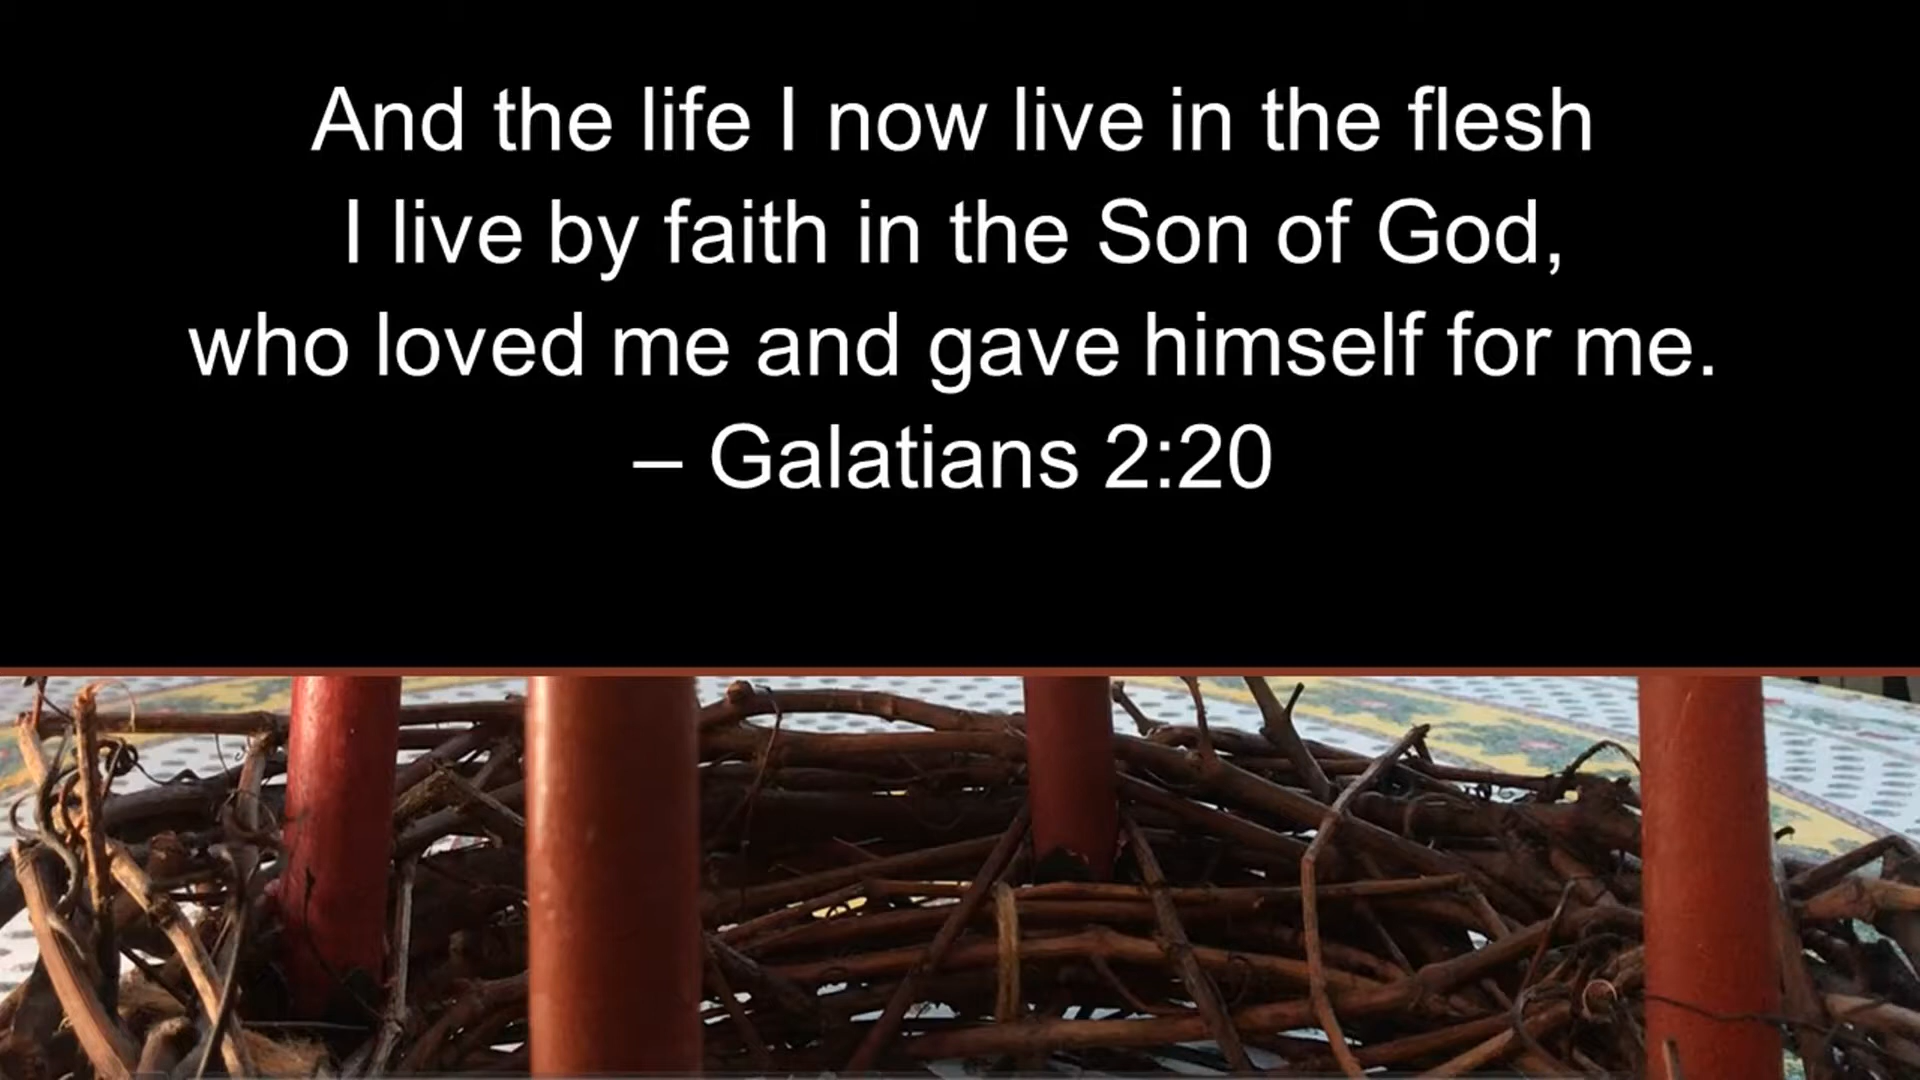 And the life I now live in the flesh
I live by faith in the Son of God,
who loved me and gave himself for me.
– Galatians 2:20